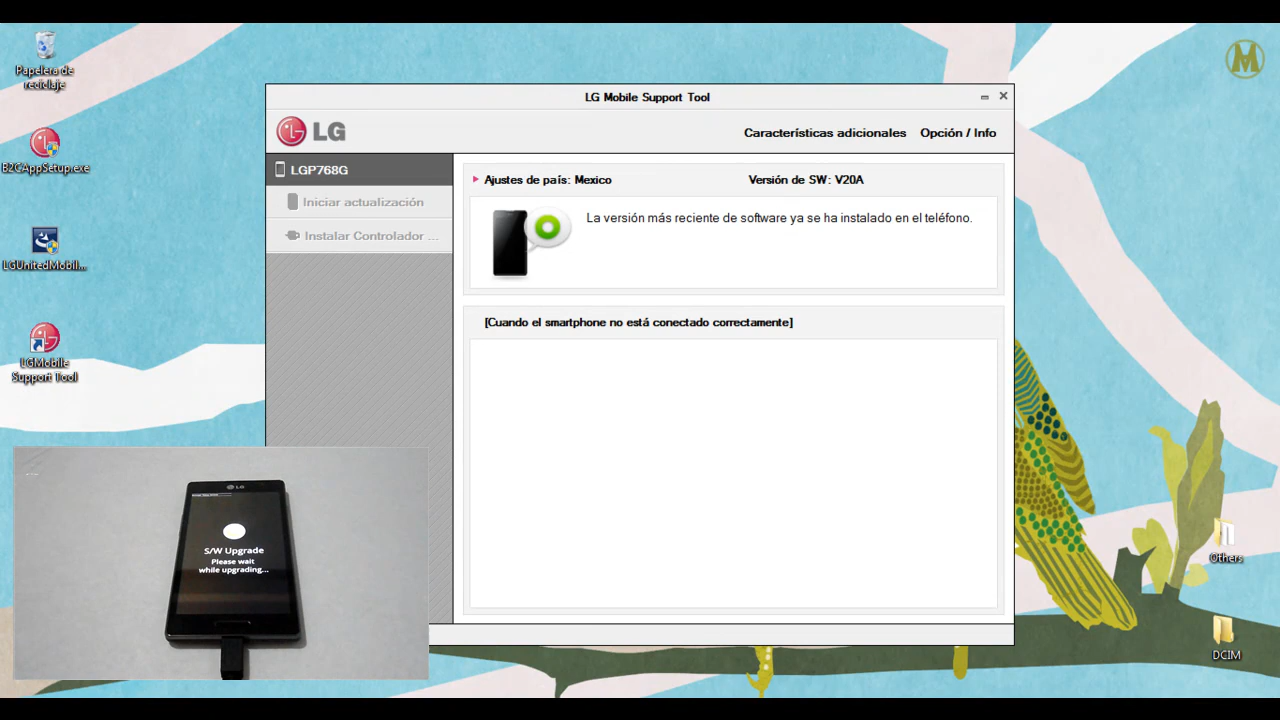 Papelera de
reciclaje
B2CAppSetup.exe
LGUnitedMobil...
LGMobile
Support Tool
LG Mobile Support Tool
LG
Características adicionales
Opción / Info
LGP768G
Iniciar actualización
Instalar Controlador ...
Ajustes de país: Mexico
Versión de SW: V20A
La versión más reciente de software ya se ha instalado en el teléfono.
[Cuando el smartphone no está conectado correctamente]
LG
S/W Upgrade
Please wait
while upgrading...
M
Others
DCIM